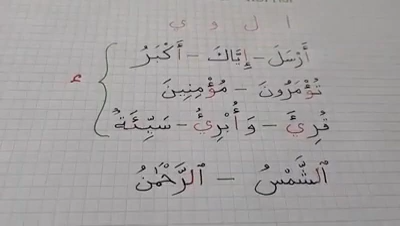 ا ل و ي
أَرْسَلَ - إِيَّاكَ - أَكْبَرُ
ء
تُؤْمَرُونَ - مُؤْمِنِينَ
قُرِئَ - وَأُبْرِئُ - سَيِّئَةٌ
ٱلشَّمْسُ - ٱلرَّحْمَٰنُ